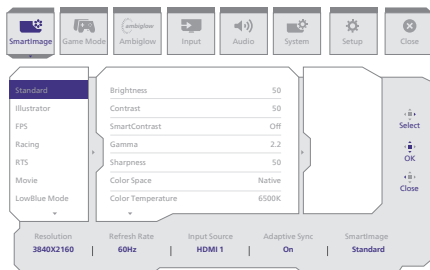 ambiglow
SmartImage Game Mode Ambiglow Input Audio System Setup Close
Standard Brightness 50
Illustrator Contrast 50
FPS SmartContrast Off
Racing Gamma 2.2
RTS Sharpness 50
Movie Color Space Native
LowBlue Mode Color Temperature 6500K
Select
OK
Close
Resolution Refresh Rate Input Source Adaptive Sync SmartImage
3840X2160 | 60Hz | HDMI 1 | On | Standard